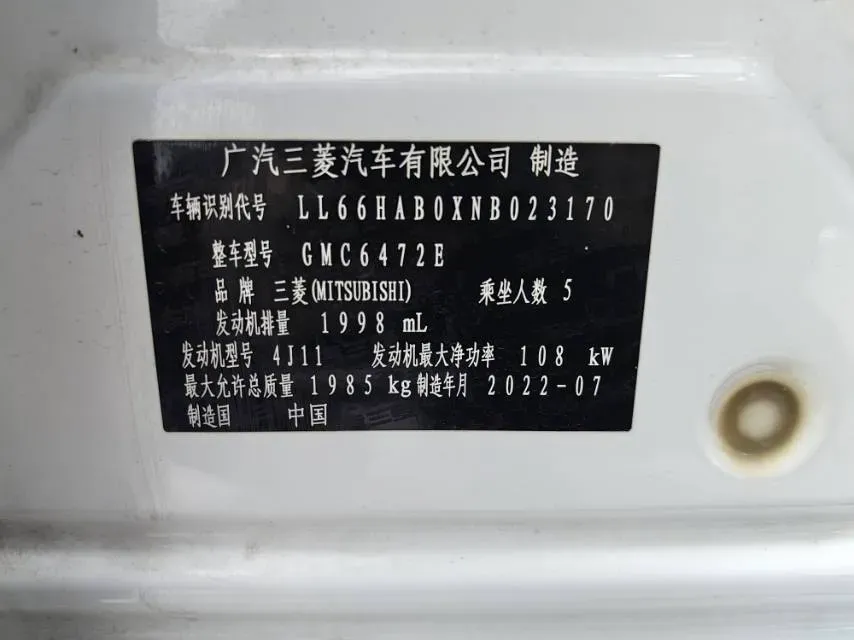 广汽三菱汽车有限公司 制造
车辆识别代号 LL66HAB0XNB023170
整车型号 GMC6472E
品牌 三菱(MITSUBISHI) 乘坐人数 5
发动机排量 1998 mL
发动机型号 4J11 发动机最大净功率 108 kW
最大允许总质量 1985 kg 制造年月 2022-07
制造国 中国